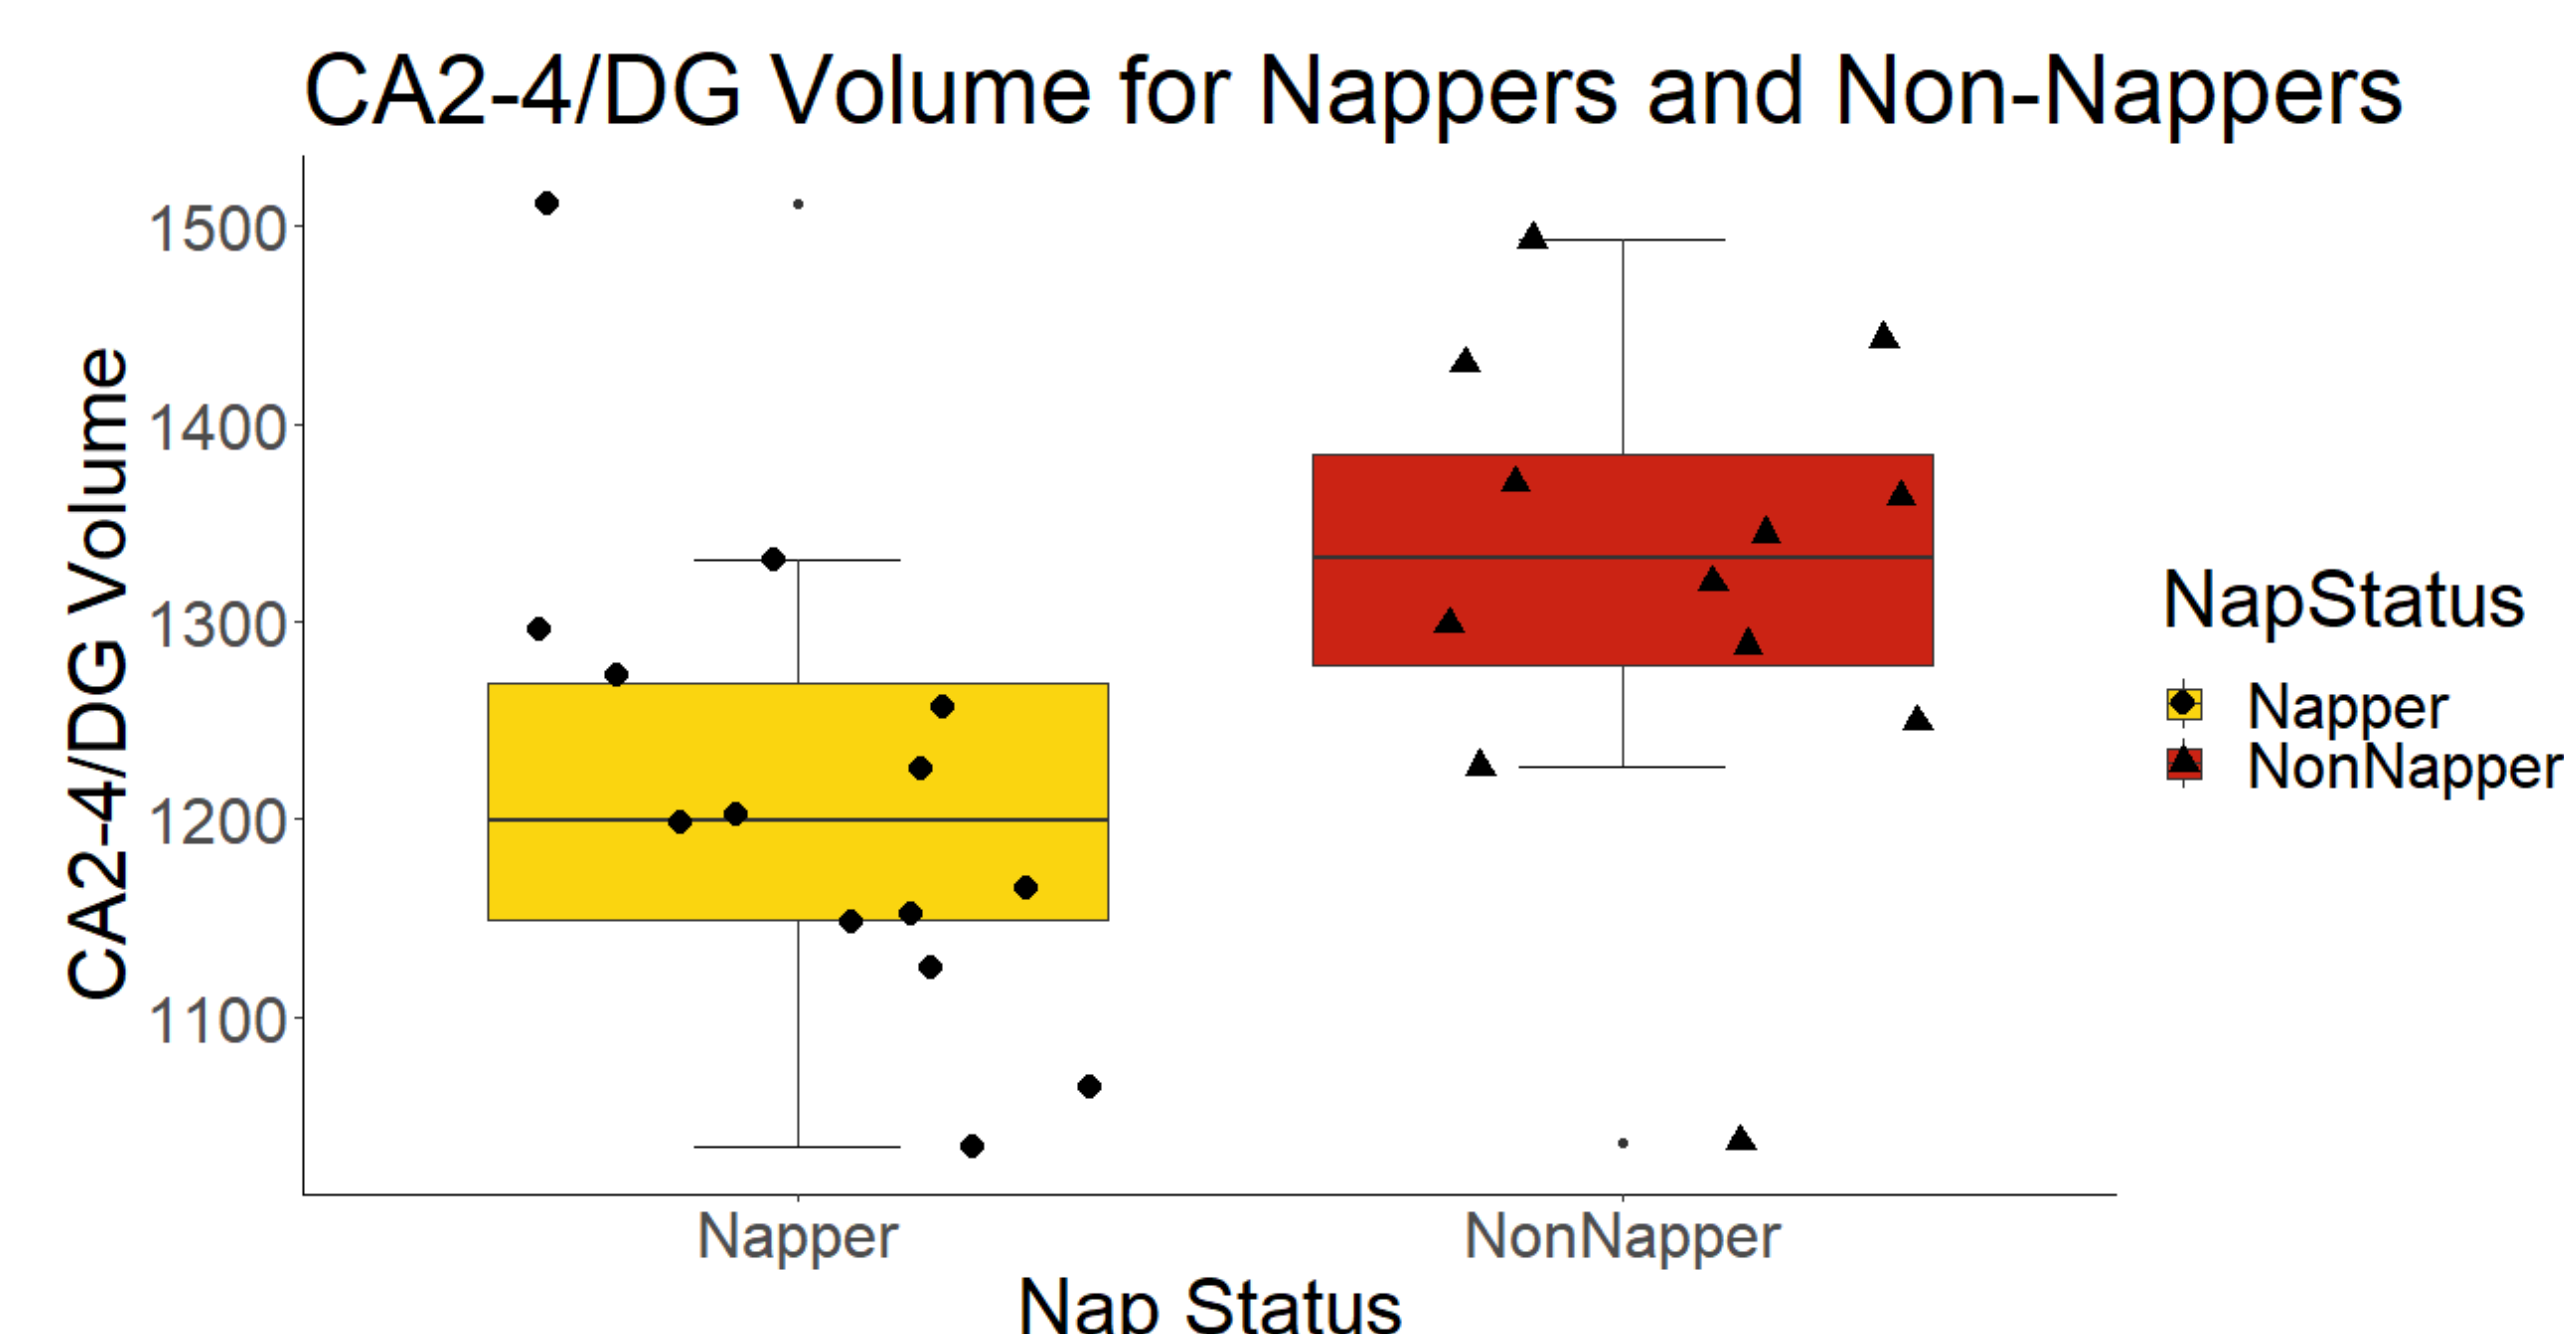 CA2-4/DG Volume for Nappers and Non-Nappers
CA2-4/DG Volume
1500
1400
1300
1200
1100
Napper
NonNapper
Nap Status
NapStatus
Napper
NonNapper